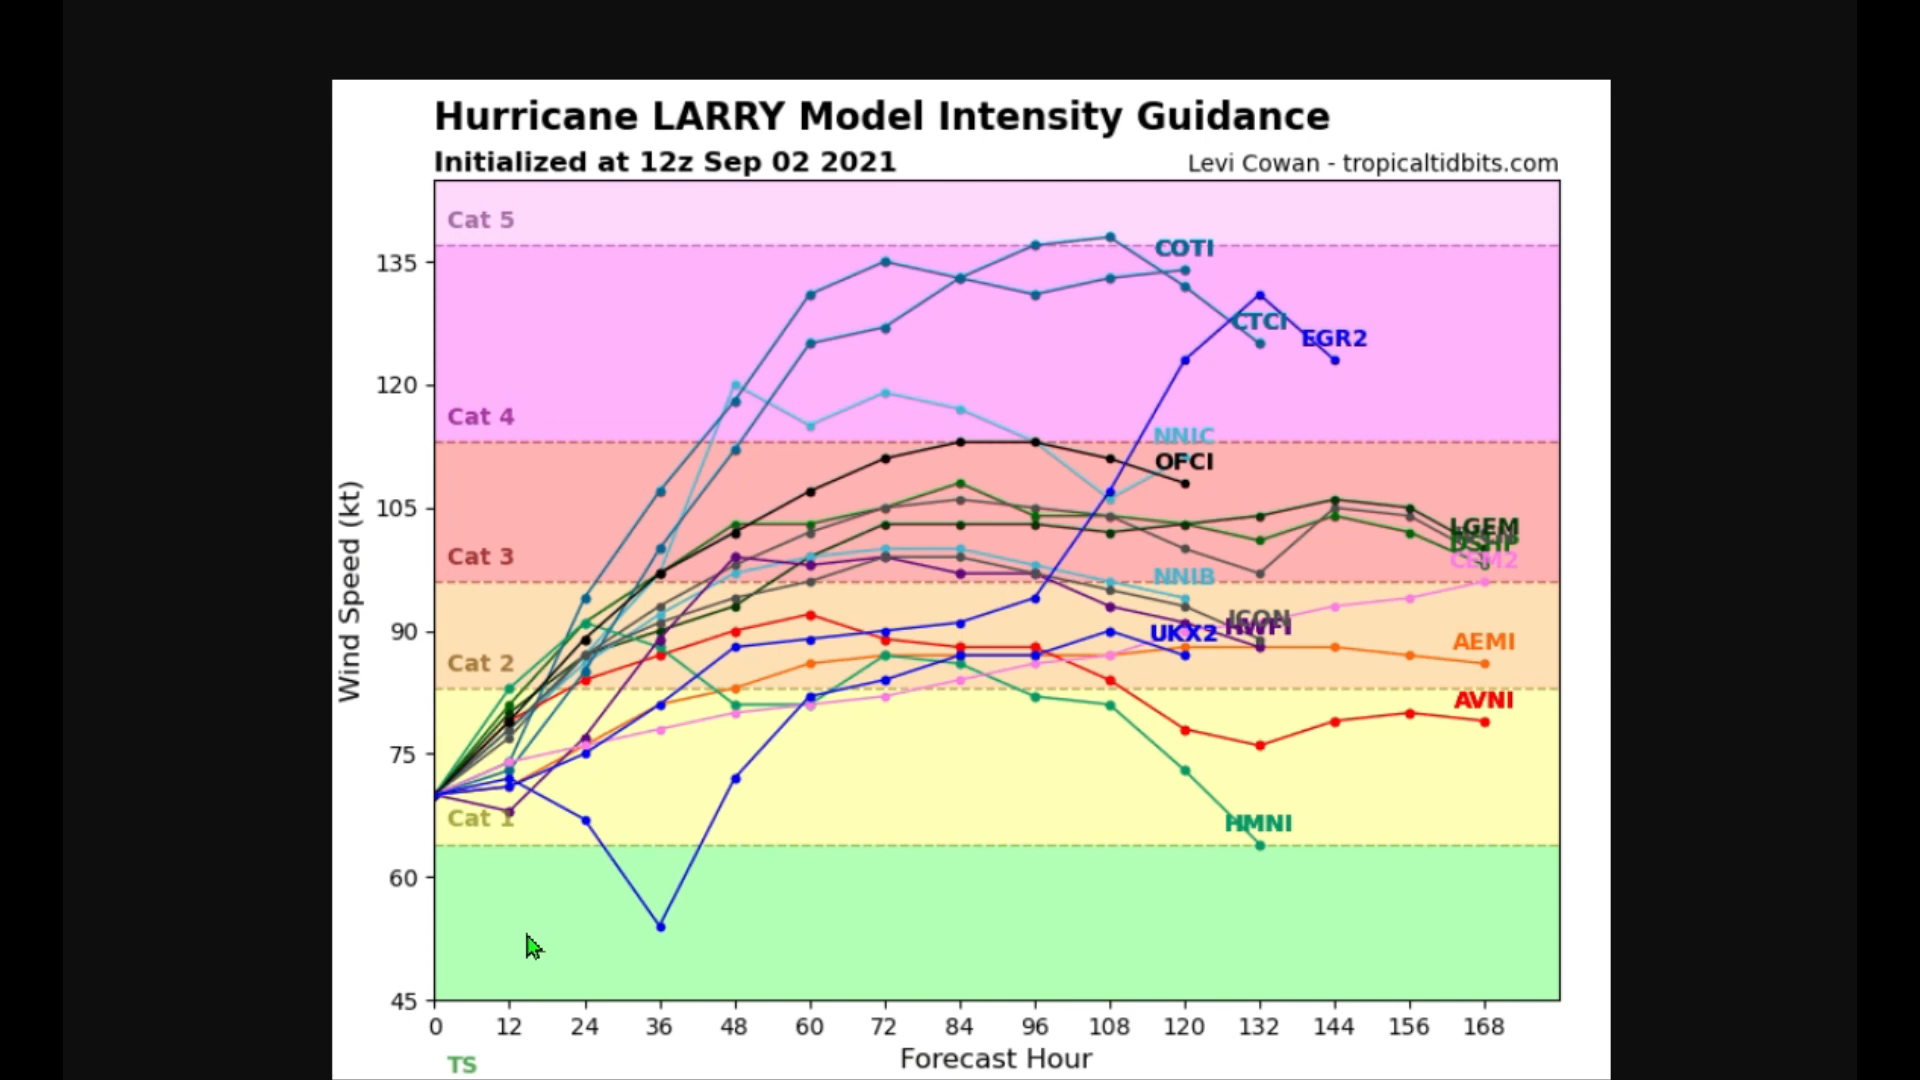 Hurricane LARRY Model Intensity Guidance
Initialized at 12z Sep 02 2021
Levi Cowan - tropicaltidbits.com
Cat 5
135
COTI
CTCI
EGR2
120
Cat 4
NNIC
OFCI
105
LGEM
DSHP
Cat 3
CEM2
NNIB
ICON
HWFI
90
UKX2
AEMI
Cat 2
AVNI
75
Cat 1
HMNI
60
45
Wind Speed (kt)
0 12 24 36 48 60 72 84 96 108 120 132 144 156 168
Forecast Hour
TS